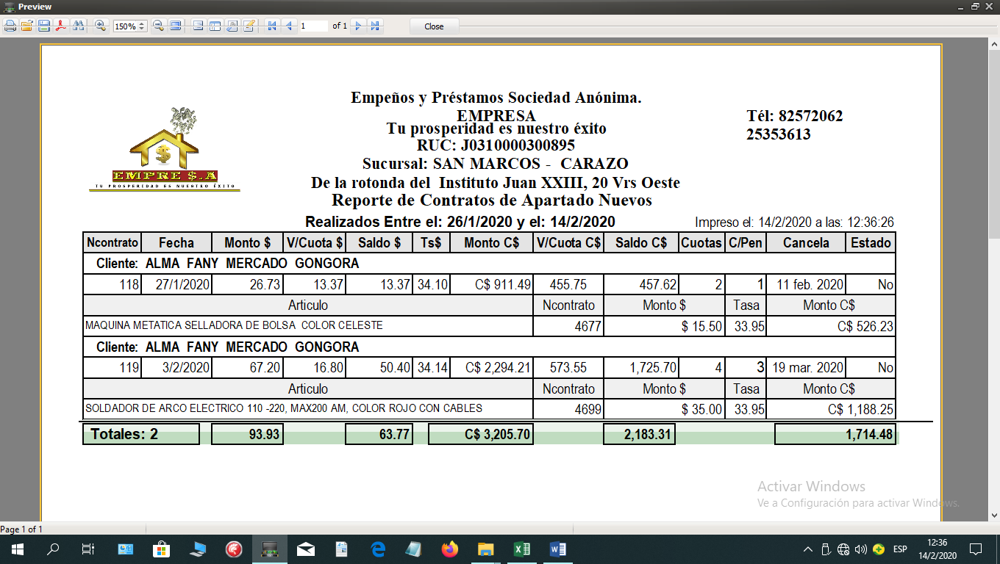 Preview
150%
1
of 1
Close
Empeños y Préstamos Sociedad Anónima.
EMPRESA
Tu prosperidad es nuestro éxito
RUC: J0310000300895
Sucursal: SAN MARCOS - CARAZO
De la rotonda del Instituto Juan XXIII, 20 Vrs Oeste
Reporte de Contratos de Apartado Nuevos
Tél: 82572062
25353613
EMPRE $.A
TU PROSPERIDAD ES NUESTRO ÉXITO
Realizados Entre el: 26/1/2020 y el: 14/2/2020
Impreso el: 14/2/2020 a las: 12:36:26
Ncontrato Fecha Monto $ V/Cuota $ Saldo $ Ts$ Monto C$ V/Cuota C$ Saldo C$ Cuotas C/Pen Cancela Estado
Cliente: ALMA FANY MERCADO GONGORA
118 27/1/2020 26.73 13.37 13.37 34.10 C$ 911.49 455.75 457.62 2 1 11 feb. 2020 No
Articulo Ncontrato Monto $ Tasa Monto C$
MAQUINA METATICA SELLADORA DE BOLSA COLOR CELESTE 4677 $ 15.50 33.95 C$ 526.23
Cliente: ALMA FANY MERCADO GONGORA
119 3/2/2020 67.20 16.80 50.40 34.14 C$ 2,294.21 573.55 1,725.70 4 3 19 mar. 2020 No
Articulo Ncontrato Monto $ Tasa Monto C$
SOLDADOR DE ARCO ELECTRICO 110 -220, MAX200 AM, COLOR ROJO CON CABLES 4699 $ 35.00 33.95 C$ 1,188.25
Totales: 2 93.93 63.77 C$ 3,205.70 2,183.31 1,714.48
Activar Windows
Ve a Configuración para activar Windows.
Page 1 of 1
ESP
12:36
14/2/2020